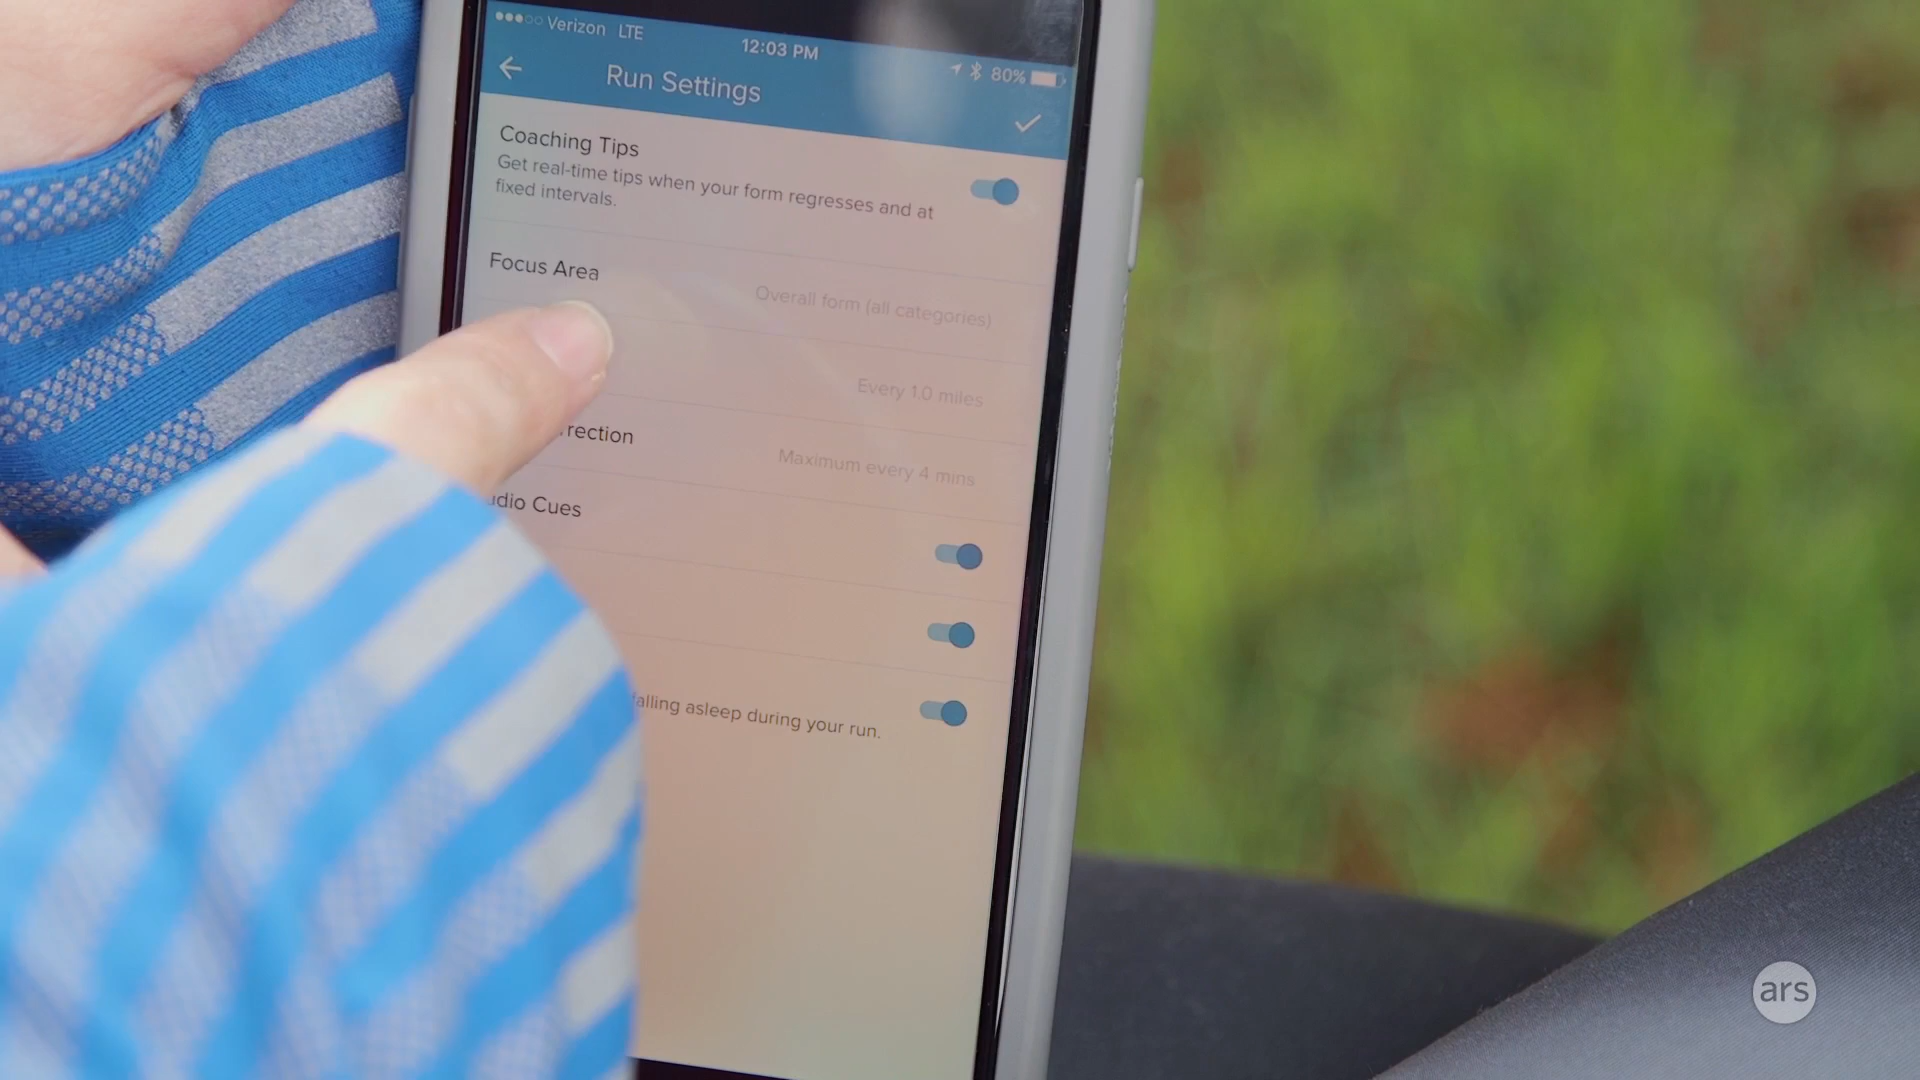 Verizon LTE
12:03 PM
80%
Run Settings
Coaching Tips
Get real-time tips when your form regresses and at
fixed intervals.
Focus Area
Overall form (all categories)
Every 1.0 miles
rection
Maximum every 4 mins
dio Cues
falling asleep during your run.
ars